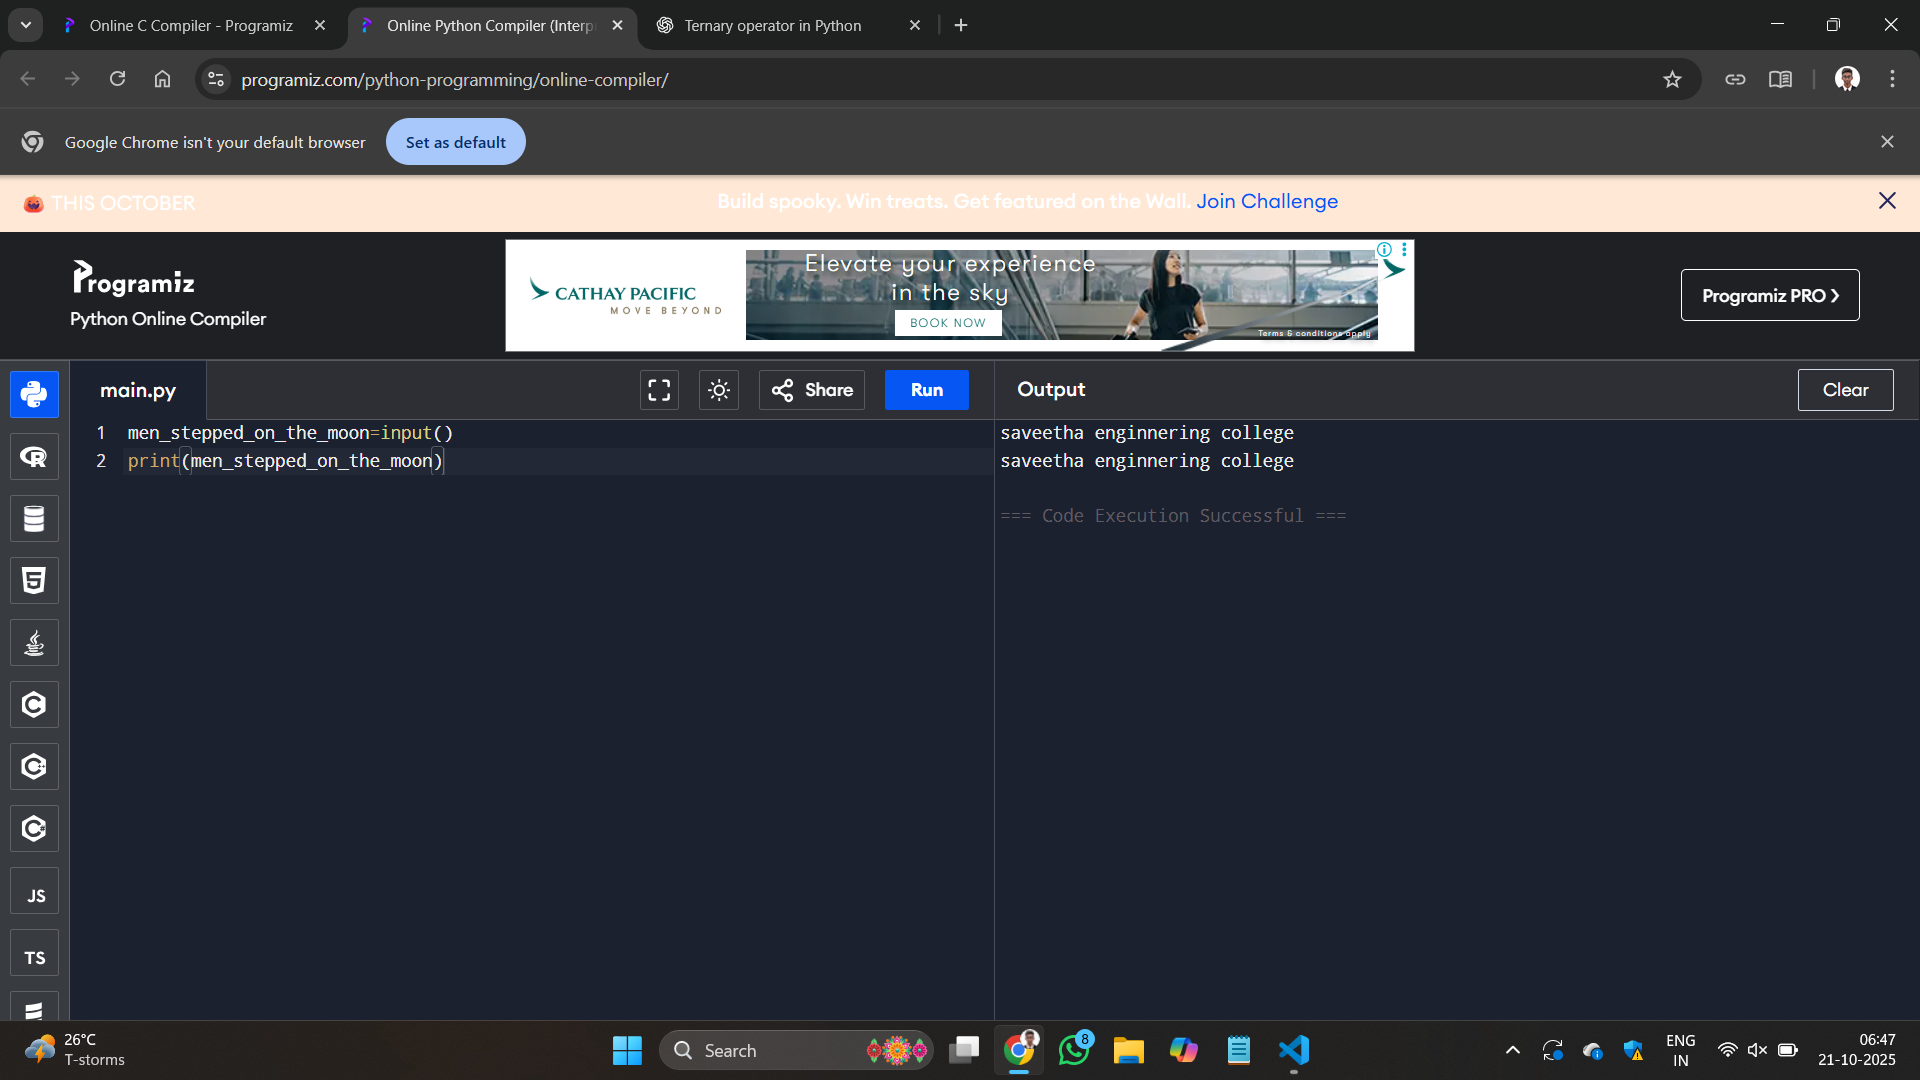 Online C Compiler - Programiz
Online Python Compiler (Interp
Ternary operator in Python
programiz.com/python-programming/online-compiler/
Google Chrome isn't your default browser
Set as default
THIS OCTOBER
Build spooky. Win treats. Get featured on the Wall. Join Challenge
Programiz
Python Online Compiler
CATHAY PACIFIC
MOVE BEYOND
Elevate your experience
in the sky
BOOK NOW
Terms & conditions apply
Programiz PRO ❯
main.py
Share
Run
Output
Clear
1 men_stepped_on_the_moon=input()
2 print(men_stepped_on_the_moon)
saveetha enginnering college
saveetha enginnering college
=== Code Execution Successful ===
R
5
C
C
C
JS
TS
26°C
T-storms
Search
8
ENG
IN
06:47
21-10-2025